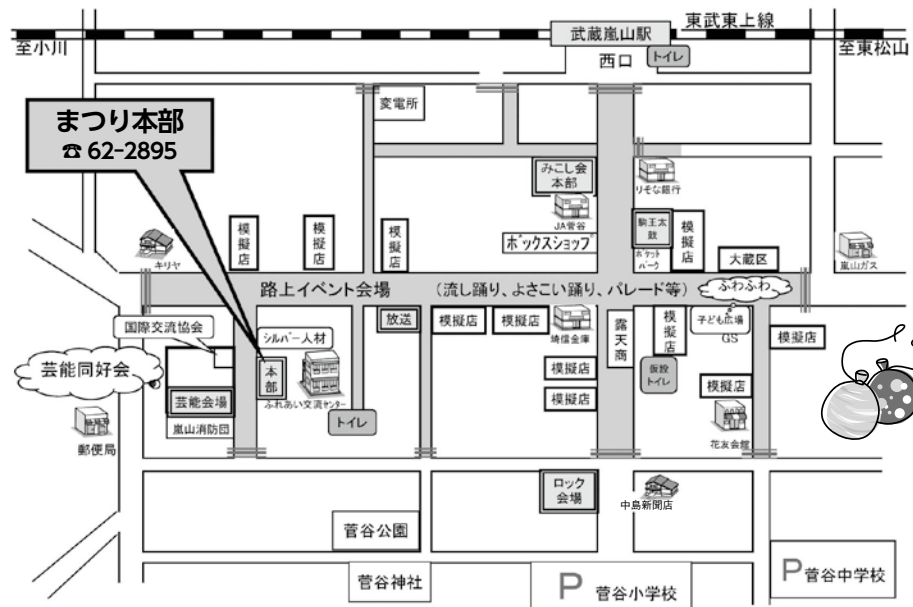 東武東上線
武蔵嵐山駅
至小川
西口
トイレ
至東松山
変電所
まつり本部
☎ 62-2895
みこし会
本部
りそな銀行
JA菅谷
ボックスショップ
駒王太鼓
ポケット
パーク
模擬店
模擬店
模擬店
模擬店
大蔵区
キリヤ
嵐山ガス
路上イベント会場 (流し踊り、よさこい踊り、パレード等)
ふわふわ
国際交流協会
シルバー人材
放送
模擬店
模擬店
埼信金庫
露天商
模擬店
子ども広場
GS
模擬店
芸能同好会
本部
ふれあい交流センター
模擬店
仮設
トイレ
模擬店
芸能会場
嵐山消防団
トイレ
模擬店
花友会館
郵便局
ロック
会場
中島新聞店
菅谷公園
菅谷神社
P 菅谷小学校
P 菅谷中学校